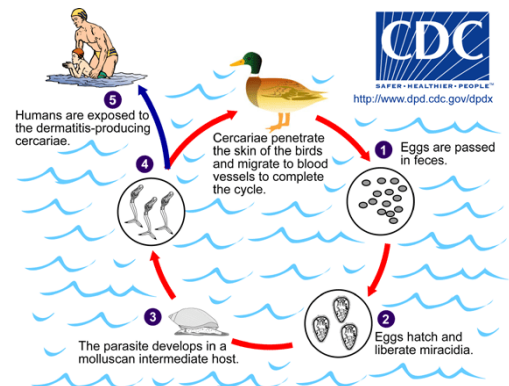 CDC
SAFER • HEALTHIER • PEOPLE™
http://www.dpd.cdc.gov/dpdx
5
Humans are exposed to
the dermatitis-producing
cercariae.
4
Cercariae penetrate
the skin of the birds
and migrate to blood
vessels to complete
the cycle.
1
Eggs are passed
in feces.
2
Eggs hatch and
liberate miracidia.
3
The parasite develops in a
molluscan intermediate host.